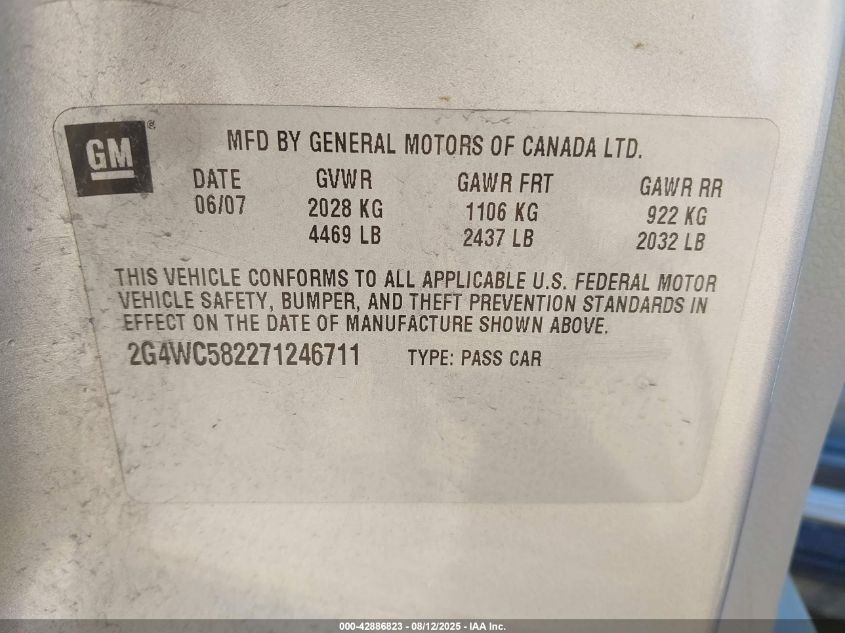 GM ®
MFD BY GENERAL MOTORS OF CANADA LTD.
DATE GVWR GAWR FRT GAWR RR
06/07 2028 KG 1106 KG 922 KG
4469 LB 2437 LB 2032 LB
THIS VEHICLE CONFORMS TO ALL APPLICABLE U.S. FEDERAL MOTOR
VEHICLE SAFETY, BUMPER, AND THEFT PREVENTION STANDARDS IN
EFFECT ON THE DATE OF MANUFACTURE SHOWN ABOVE.
2G4WC582271246711 TYPE: PASS CAR
000-42886823 - 08/12/2025 - IAA Inc.